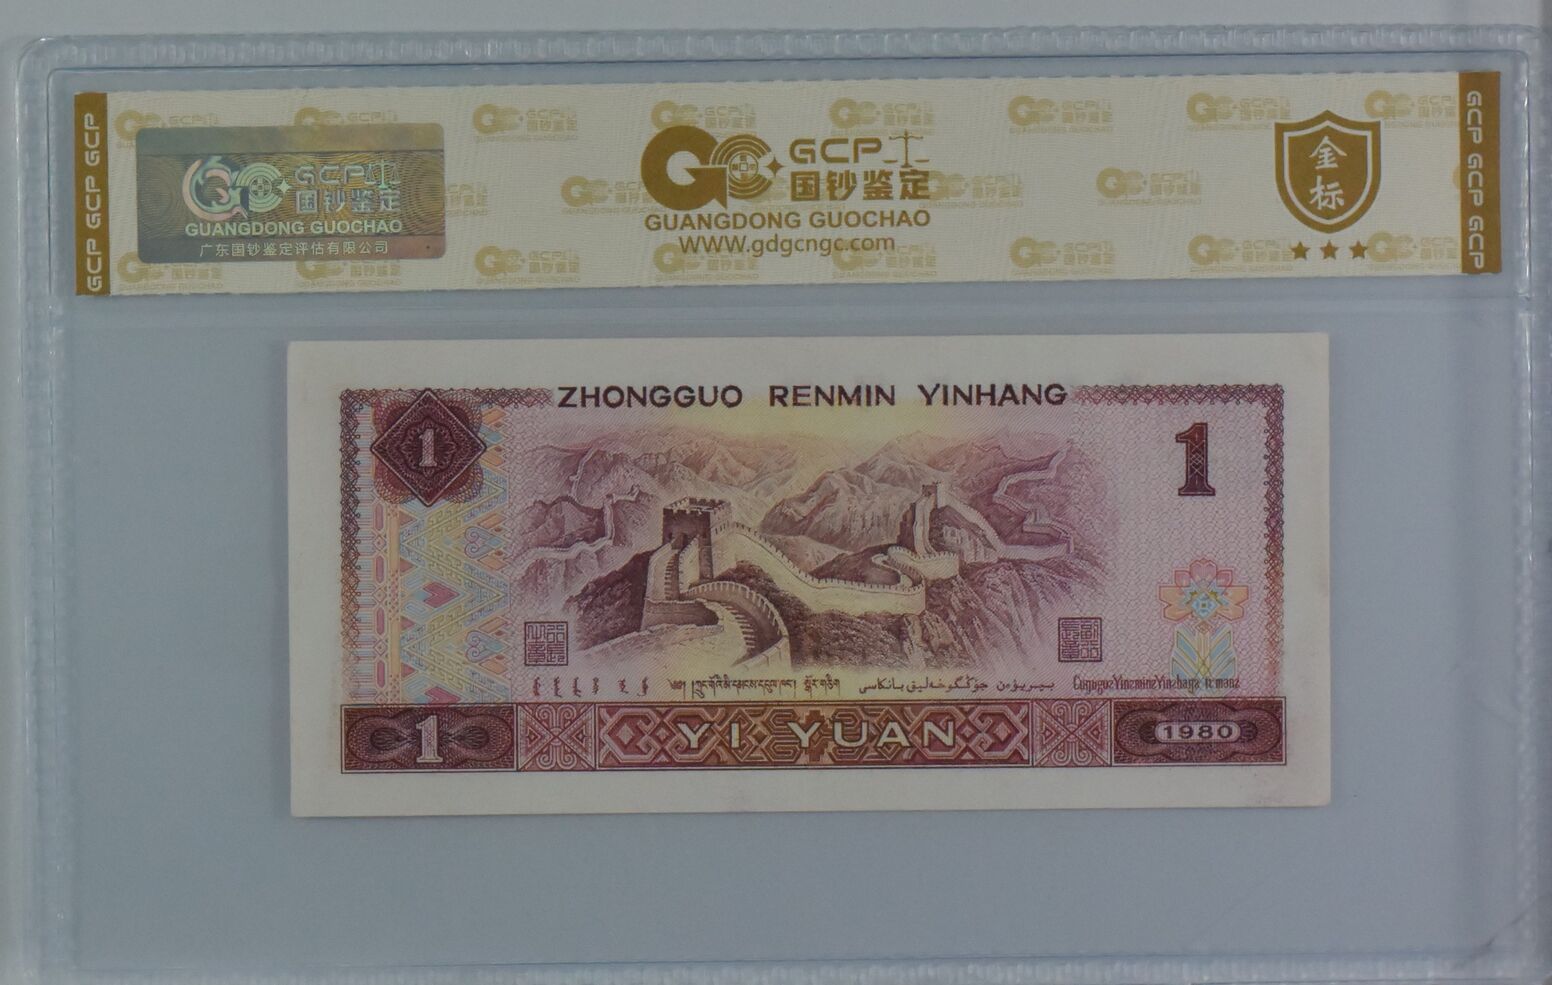 GCP GCP GCP
GCP
国钞鉴定
GUANGDONG GUOCHAO
广东国钞鉴定评估有限公司
GCP
国钞鉴定
GUANGDONG GUOCHAO
WWW.gdgcngc.com
金标
GCP GCP GCP
ZHONGGUO RENMIN YINHANG
1
1
1
YI YUAN
1980